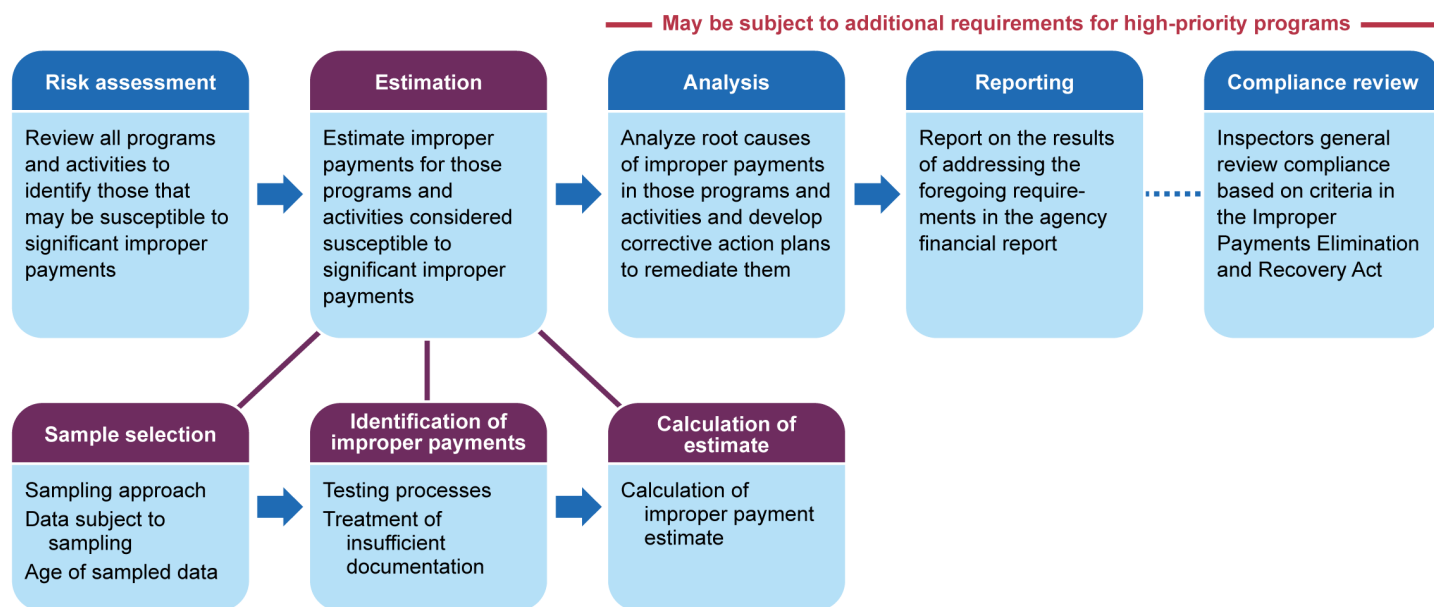 May be subject to additional requirements for high-priority programs
Risk assessment
Review all programs
and activities to
identify those that
may be susceptible to
significant improper
payments
Estimation
Estimate improper
payments for those
programs and
activities considered
susceptible to
significant improper
payments
Analysis
Analyze root causes
of improper payments
in those programs and
activities and develop
corrective action plans
to remediate them
Reporting
Report on the results
of addressing the
foregoing require-
ments in the agency
financial report
Compliance review
Inspectors general
review compliance
based on criteria in
the Improper
Payments Elimination
and Recovery Act
Sample selection
Sampling approach
Data subject to
sampling
Age of sampled data
Identification of
improper payments
Testing processes
Treatment of
insufficient
documentation
Calculation of
estimate
Calculation of
improper payment
estimate